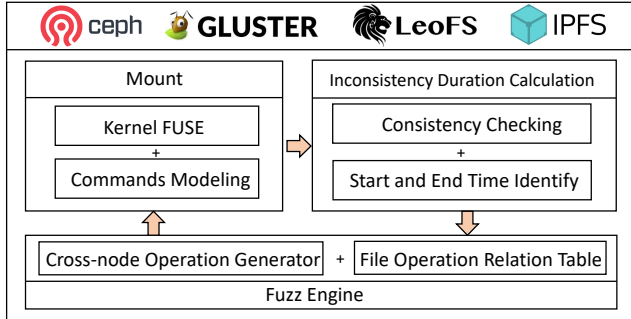 ceph GLUSTER LeoFS IPFS
Mount
Kernel FUSE
+
Commands Modeling
Inconsistency Duration Calculation
Consistency Checking
+
Start and End Time Identify
Cross-node Operation Generator + File Operation Relation Table
Fuzz Engine